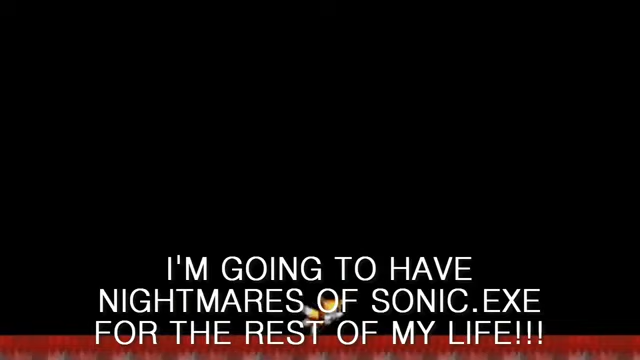 I'M GOING TO HAVE
NIGHTMARES OF SONIC.EXE
FOR THE REST OF MY LIFE!!!